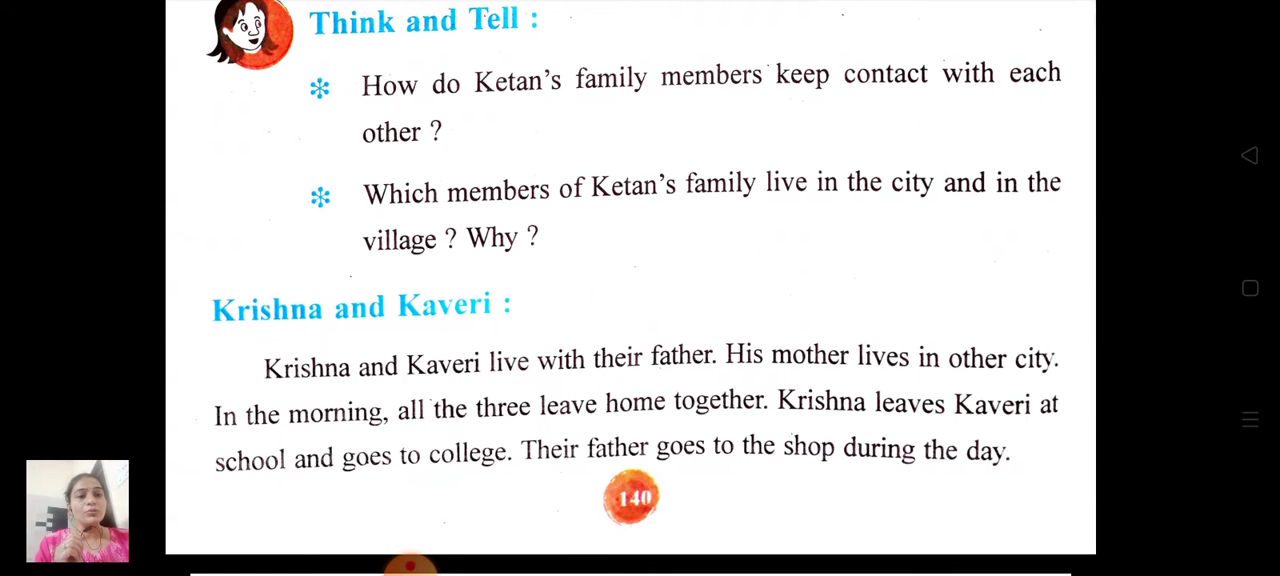 Think and Tell :
How do Ketan's family members keep contact with each
other ?
Which members of Ketan's family live in the city and in the
village ? Why ?
Krishna and Kaveri :
Krishna and Kaveri live with their father. His mother lives in other city.
In the morning, all the three leave home together. Krishna leaves Kaveri at
school and goes to college. Their father goes to the shop during the day.
140